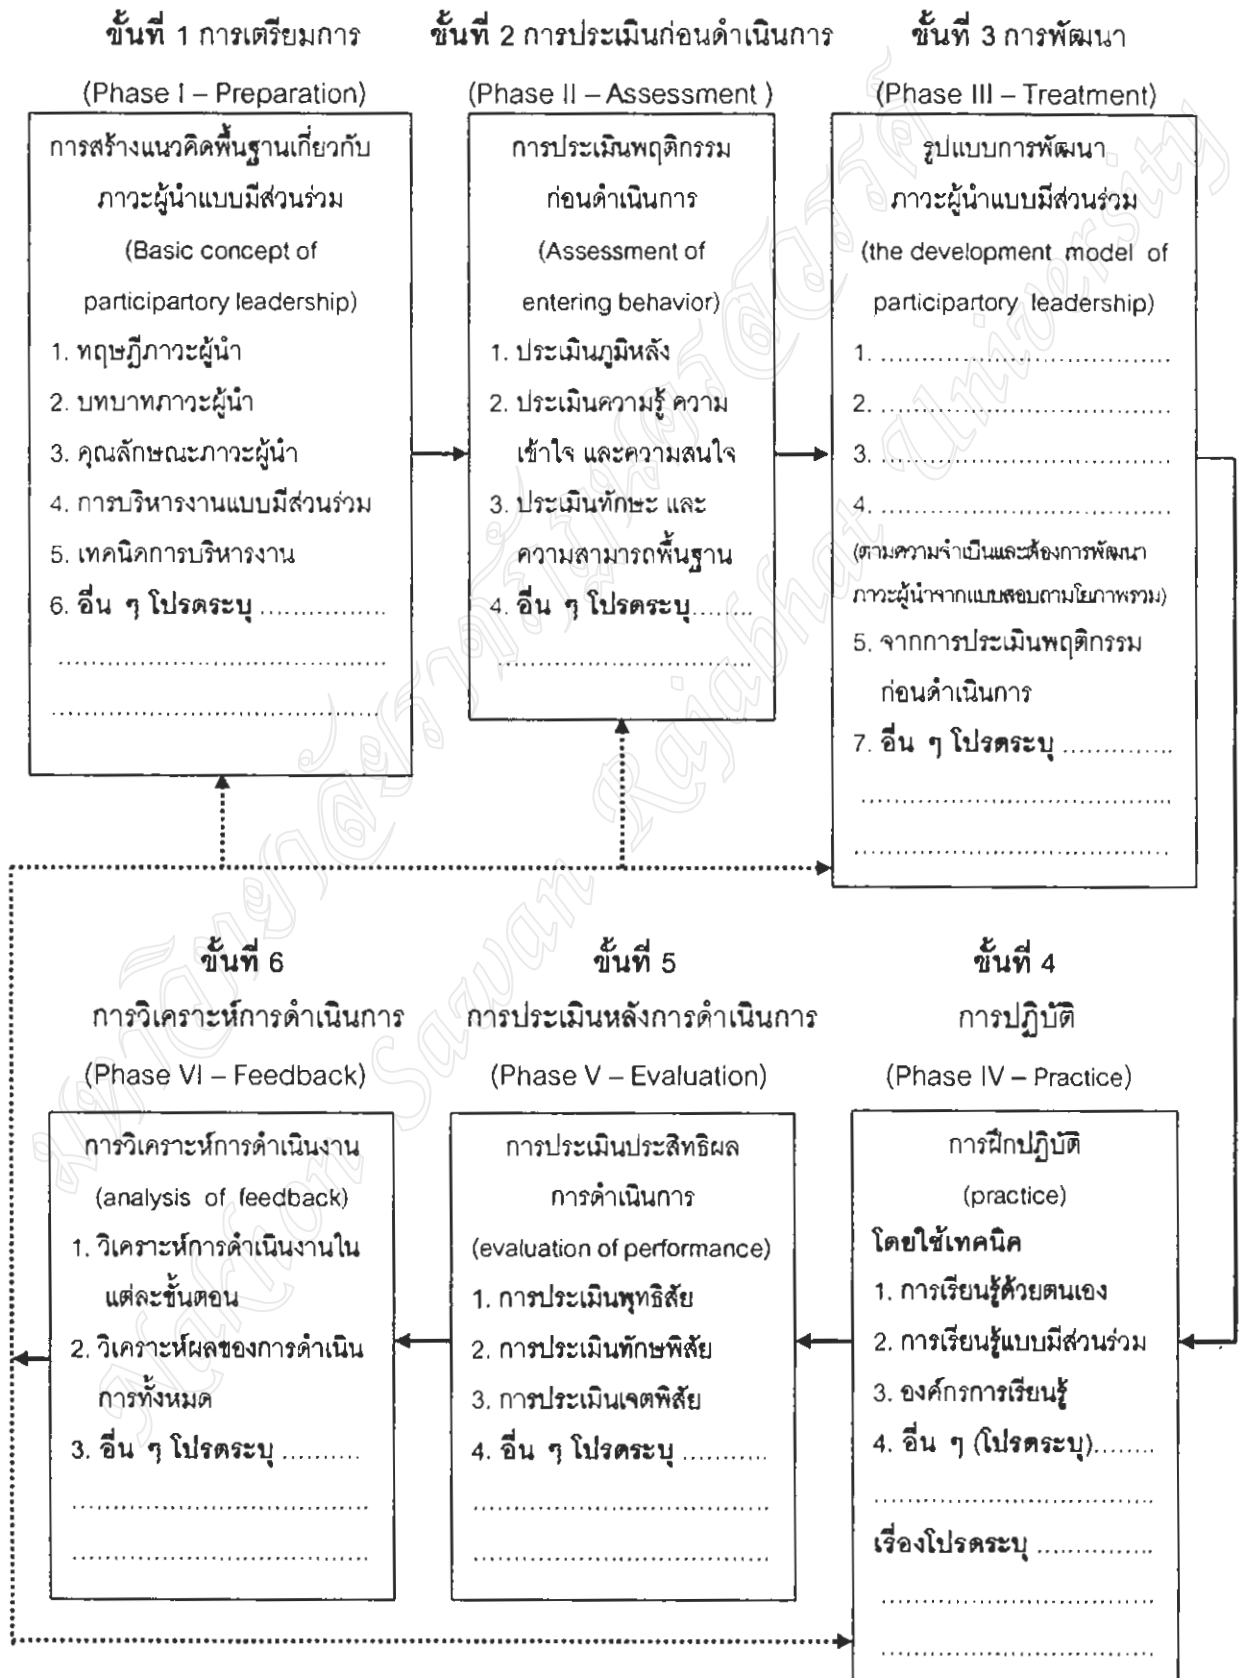 ขั้นที่ 1 การเตรียมการ
(Phase I – Preparation)
การสร้างแนวคิดพื้นฐานเกี่ยวกับ
ภาวะผู้นำแบบมีส่วนร่วม
(Basic concept of
participartory leadership)
1. ทฤษฎีภาวะผู้นำ
2. บทบาทภาวะผู้นำ
3. คุณลักษณะภาวะผู้นำ
4. การบริหารงานแบบมีส่วนร่วม
5. เทคนิคการบริหารงาน
6. อื่น ๆ โปรดระบุ ................
................................................
................................................
ขั้นที่ 2 การประเมินก่อนดำเนินการ
(Phase II – Assessment )
การประเมินพฤติกรรม
ก่อนดำเนินการ
(Assessment of
entering behavior)
1. ประเมินภูมิหลัง
2. ประเมินความรู้ ความ
เข้าใจ และความสนใจ
3. ประเมินทักษะ และ
ความสามารถพื้นฐาน
4. อื่น ๆ โปรดระบุ........
.....................................
ขั้นที่ 3 การพัฒนา
(Phase III – Treatment)
รูปแบบการพัฒนา
ภาวะผู้นำแบบมีส่วนร่วม
(the development model of
participartory leadership)
1. ..........................................
2. ..........................................
3. ..........................................
4. ..........................................
(ตามความจำเป็นและต้องการพัฒนา
ภาวะผู้นำจากแบบสอบถามโยภาพรวม)
5. จากการประเมินพฤติกรรม
ก่อนดำเนินการ
7. อื่น ๆ โปรดระบุ ..............
.............................................
.............................................
ขั้นที่ 6
การวิเคราะห์การดำเนินการ
(Phase VI – Feedback)
การวิเคราะห์การดำเนินงาน
(analysis of feedback)
1. วิเคราะห์การดำเนินงานใน
แต่ละขั้นตอน
2. วิเคราะห์ผลของการดำเนิน
การทั้งหมด
3. อื่น ๆ โปรดระบุ ..........
...........................................
...........................................
ขั้นที่ 5
การประเมินหลังการดำเนินการ
(Phase V – Evaluation)
การประเมินประสิทธิผล
การดำเนินการ
(evaluation of performance)
1. การประเมินพุทธิสัย
2. การประเมินทักษพิสัย
3. การประเมินเจตพิสัย
4. อื่น ๆ โปรดระบุ ...........
...........................................
...........................................
ขั้นที่ 4
การปฏิบัติ
(Phase IV – Practice)
การฝึกปฏิบัติ
(practice)
โดยใช้เทคนิค
1. การเรียนรู้ด้วยตนเอง
2. การเรียนรู้แบบมีส่วนร่วม
3. องค์กรการเรียนรู้
4. อื่น ๆ (โปรดระบุ)........
.........................................
เรื่องโปรดระบุ .................
........................................
........................................
มหาวิทยาลัยราชภัฏนครสวรรค์
Nakhon Sawan Rajabhat University